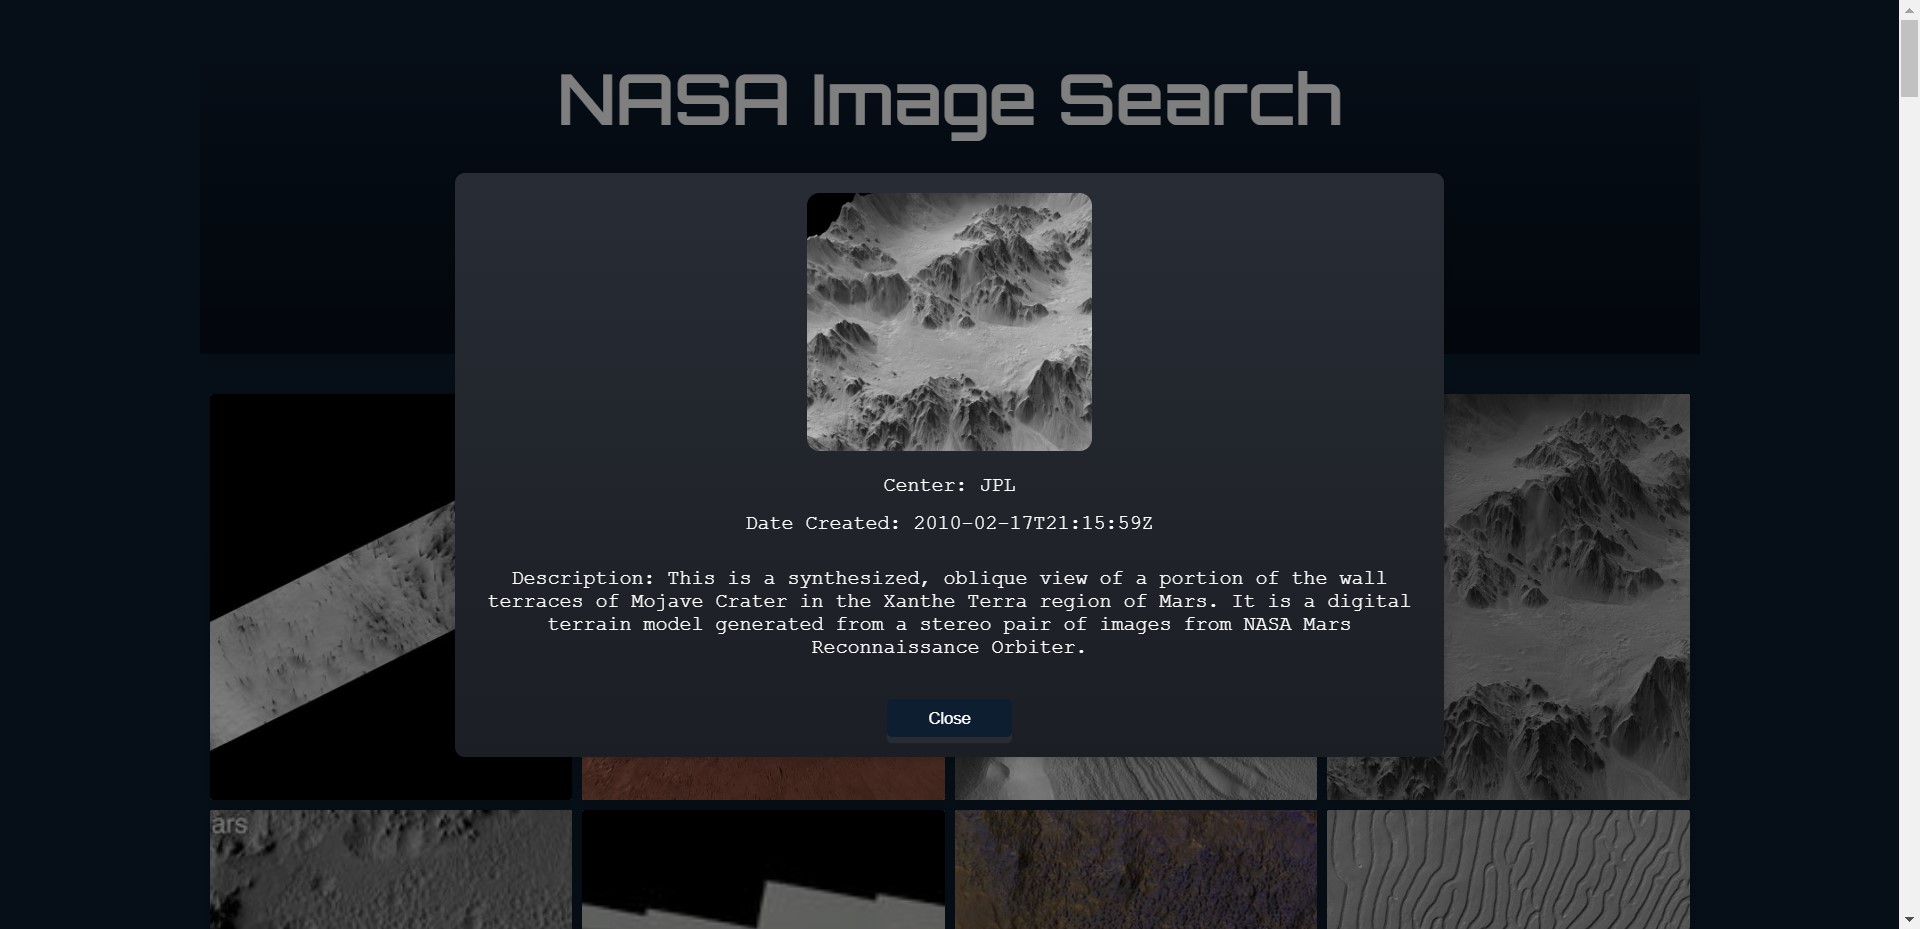 NASA Image Search
Center: JPL
Date Created: 2010-02-17T21:15:59Z
Description: This is a synthesized, oblique view of a portion of the wall
terraces of Mojave Crater in the Xanthe Terra region of Mars. It is a digital
terrain model generated from a stereo pair of images from NASA Mars
Reconnaissance Orbiter.
Close
ars